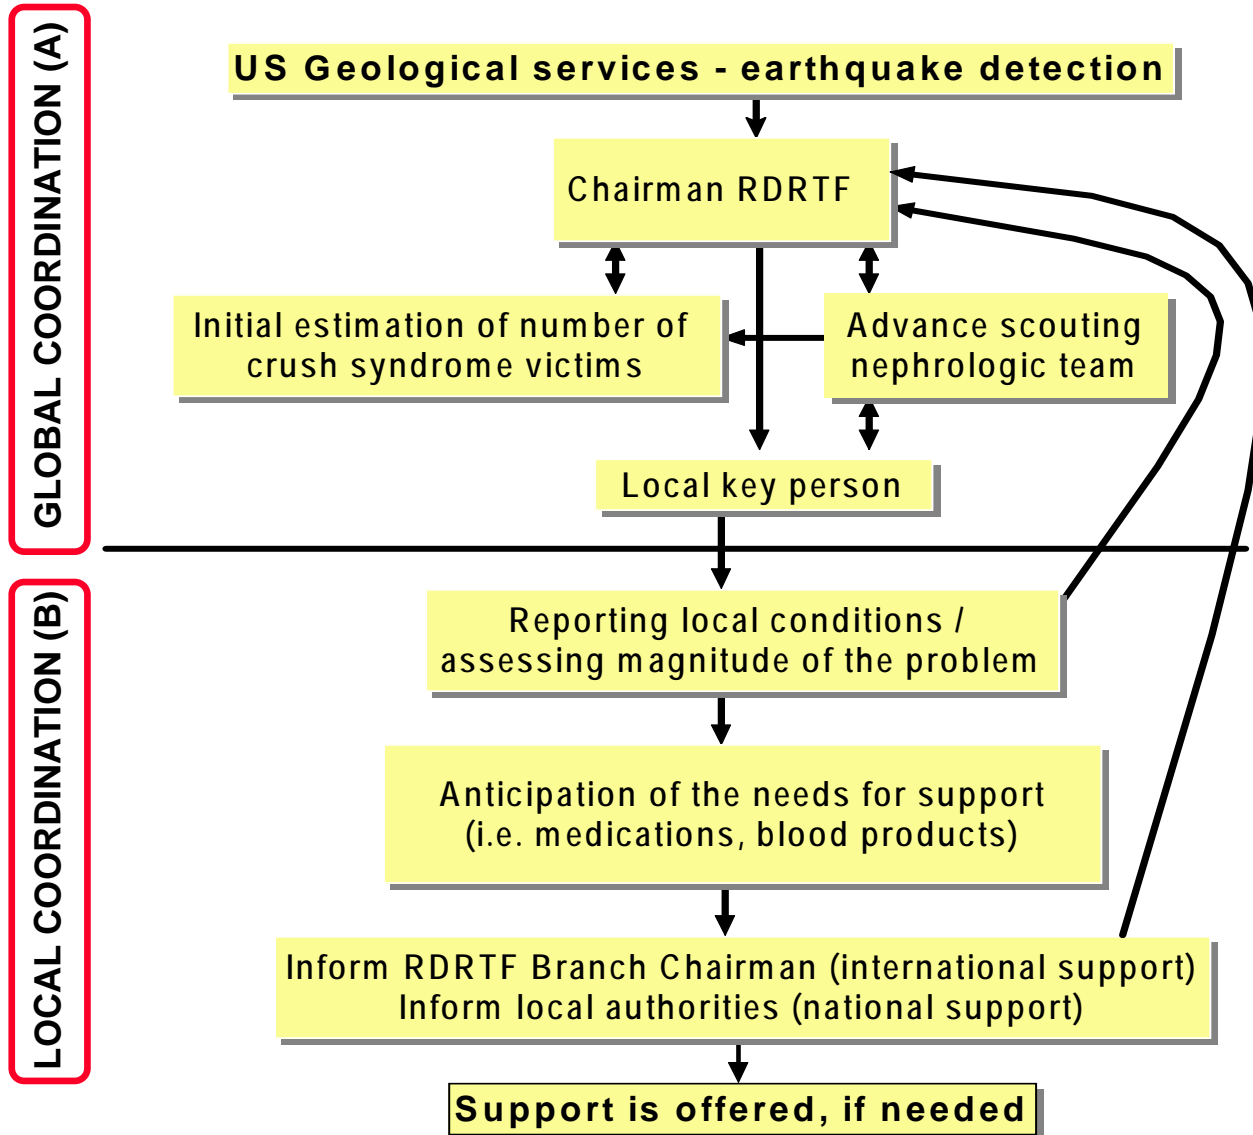 GLOBAL COORDINATION (A)
US Geological services - earthquake detection
Chairman RDRTF
Initial estimation of number of
crush syndrome victims
Advance scouting
nephrologic team
Local key person
LOCAL COORDINATION (B)
Reporting local conditions /
assessing magnitude of the problem
Anticipation of the needs for support
(i.e. medications, blood products)
Inform RDRTF Branch Chairman (international support)
Inform local authorities (national support)
Support is offered, if needed